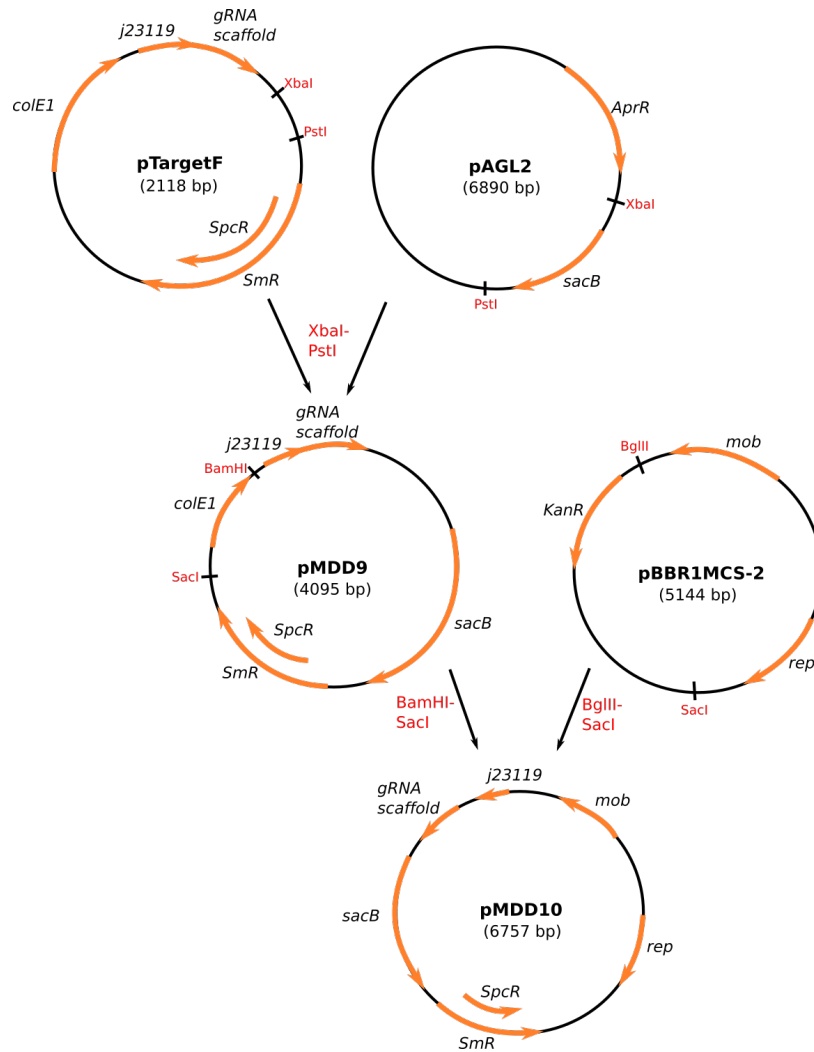 gRNA
scaffold
j23119
XbaI
colE1
PstI
pTargetF
(2118 bp)
SpcR
SmR
AprR
pAGL2
(6890 bp)
XbaI
sacB
PstI
XbaI-
PstI
gRNA
scaffold
j23119
BamHI
colE1
SacI
pMDD9
(4095 bp)
SpcR
SmR
sacB
BglII
mob
KanR
pBBR1MCS-2
(5144 bp)
rep
SacI
BamHI-
SacI
BglII-
SacI
j23119
gRNA
scaffold
mob
sacB
pMDD10
(6757 bp)
rep
SpcR
SmR